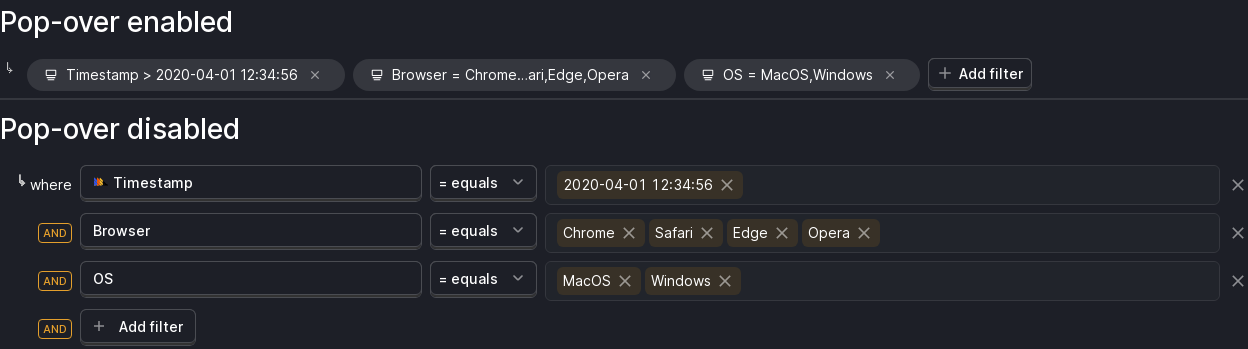 Pop-over enabled
Timestamp > 2020-04-01 12:34:56 Browser = Chrome...ari,Edge,Opera OS = MacOS,Windows Add filter
Pop-over disabled
where Timestamp = equals 2020-04-01 12:34:56
AND Browser = equals Chrome Safari Edge Opera
AND OS = equals MacOS Windows
AND Add filter